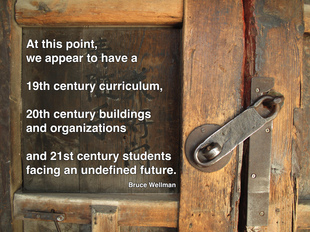 At this point,
we appear to have a
19th century curriculum,
20th century buildings
and organizations
and 21st century students
facing an undefined future.
Bruce Wellman